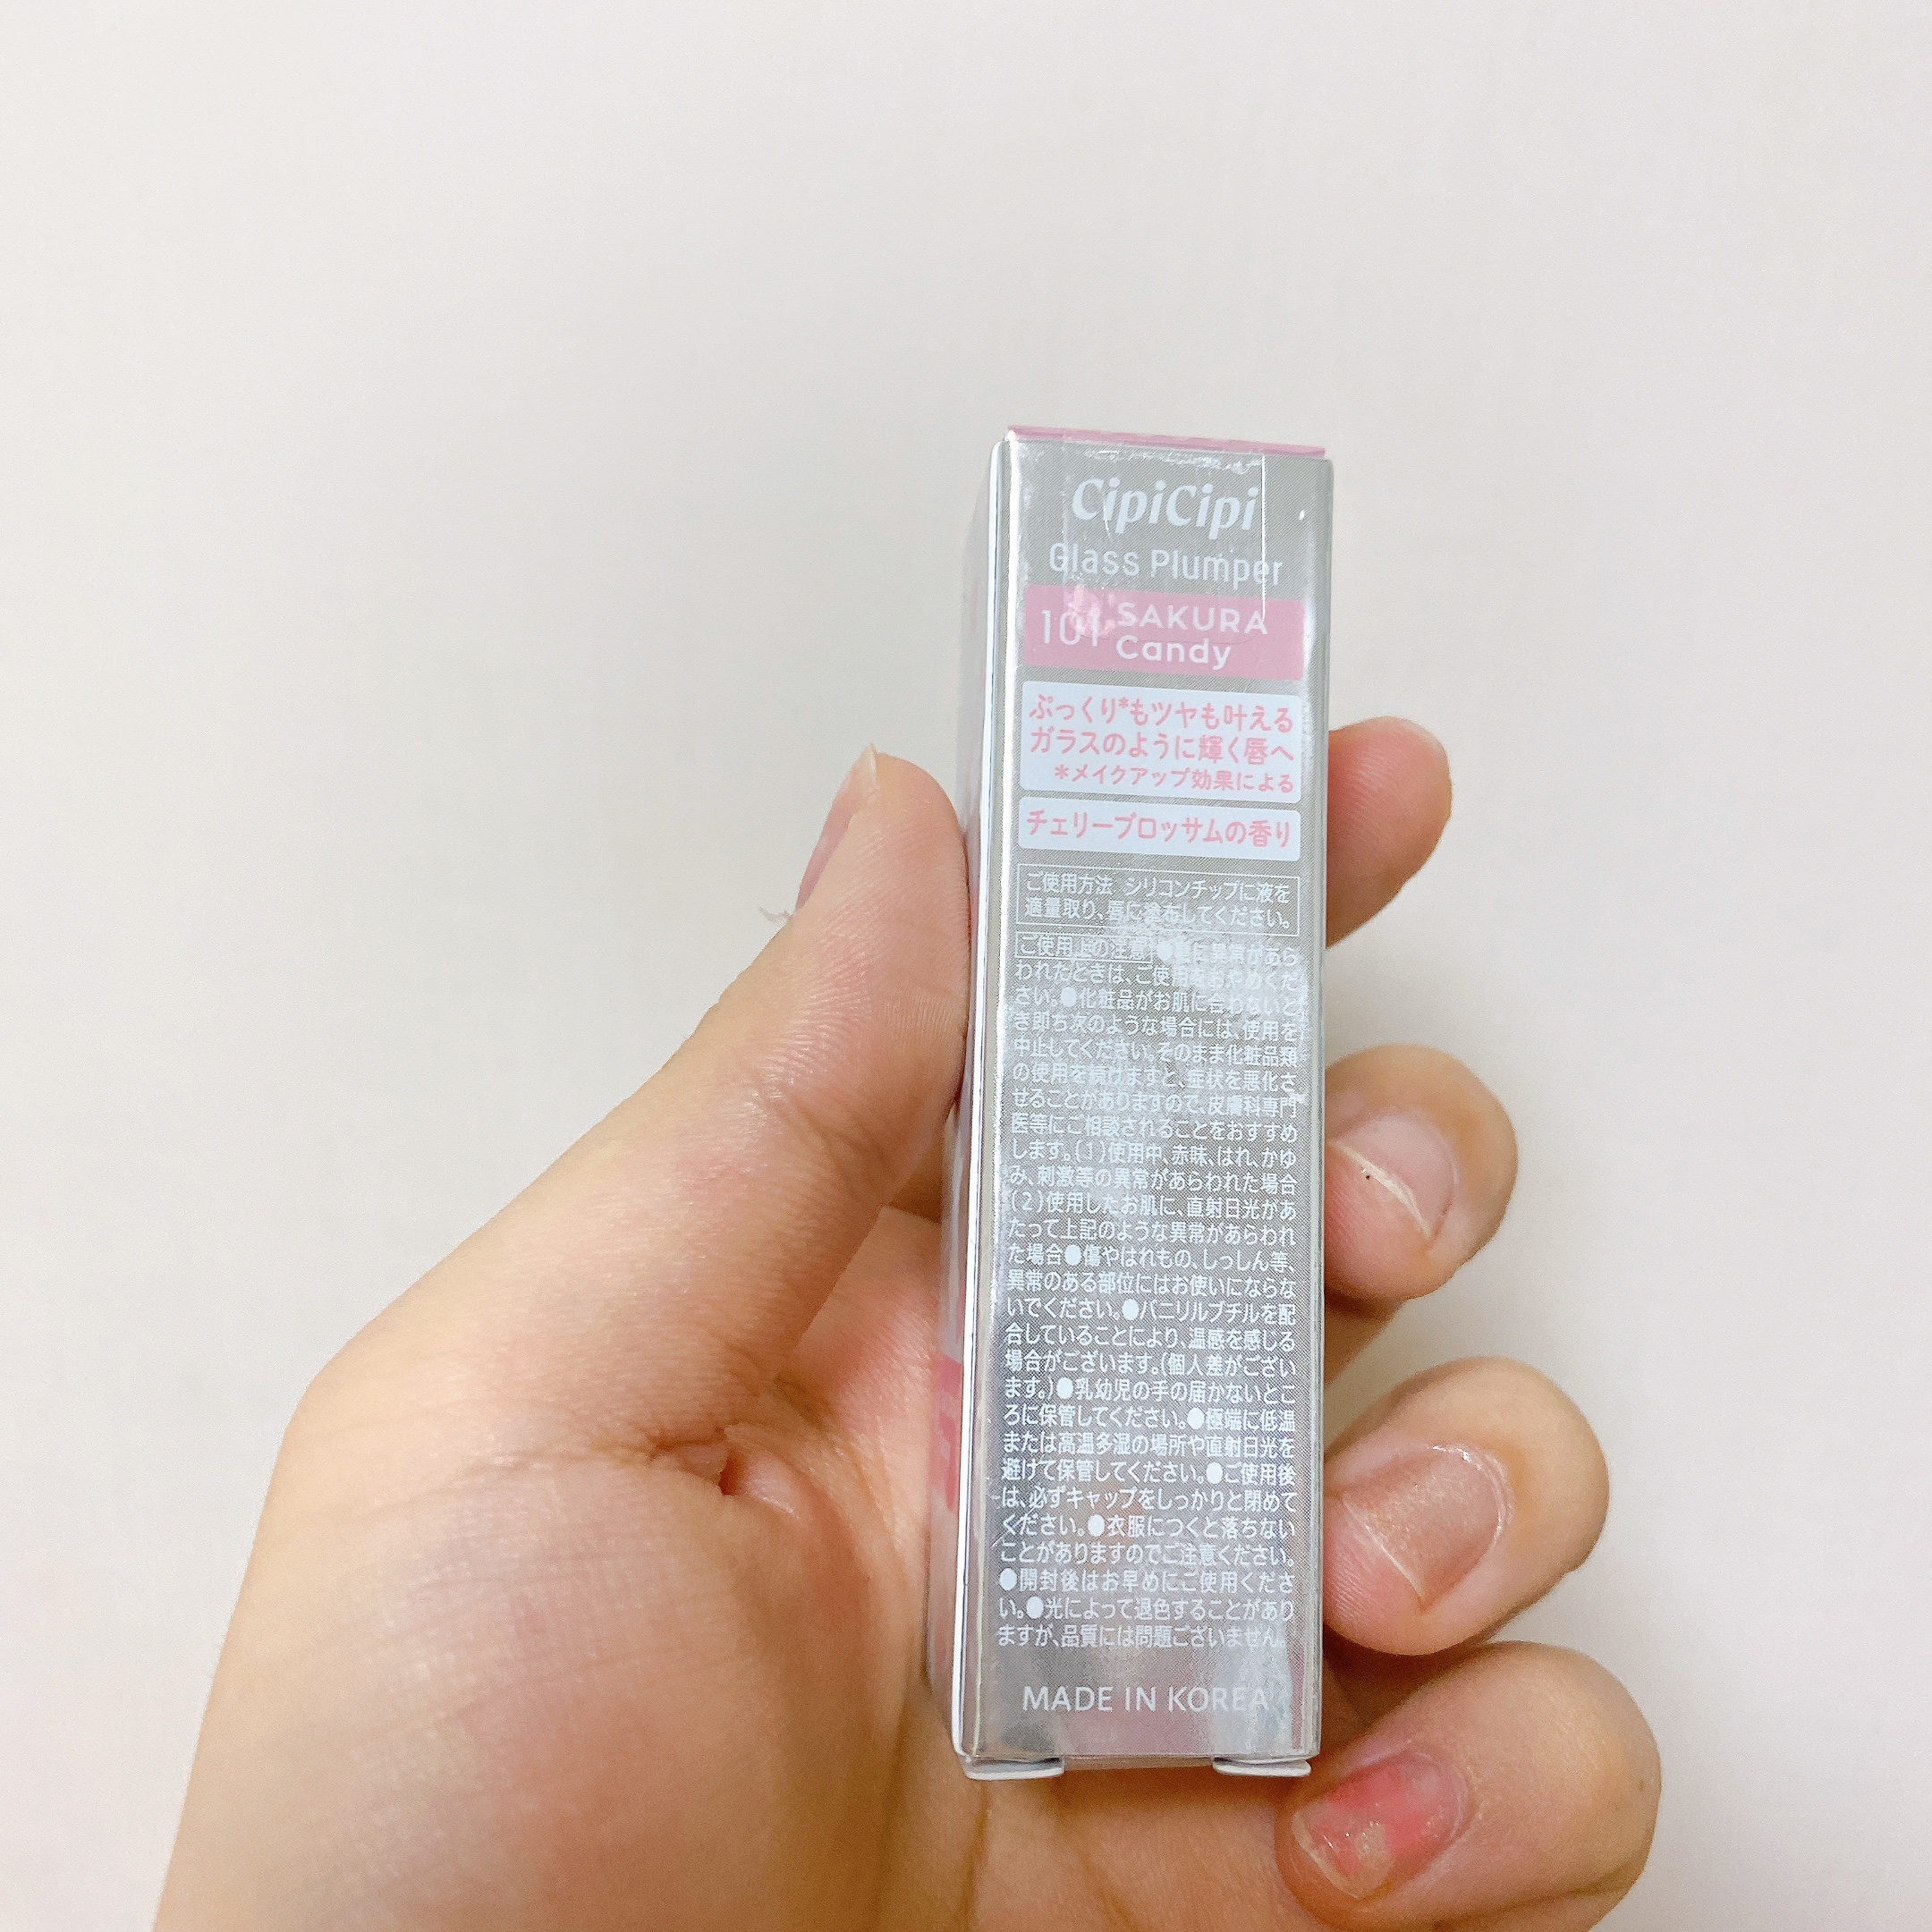 CipiCipi
Glass Plumper
101 SAKURA
Candy
ぷっくり*もツヤも叶える
ガラスのように輝く唇へ
*メイクアップ効果による
チェリーブロッサムの香り
ご使用方法 シリコンチップに液を
適量取り、唇に塗布してください。
ご使用上の注意 ●唇に異常があら
われたときは、ご使用をおやめくだ
さい。●化粧品がお肌に合わないと
き即ち次のような場合には、使用を
中止してください。そのまま化粧品類
の使用を続けますと、症状を悪化さ
せることがありますので、皮膚科専門
医等にご相談されることをおすすめ
します。(1)使用中、赤味、はれ、かゆ
み、刺激等の異常があらわれた場合
(2)使用したお肌に、直射日光があ
たって上記のような異常があらわれ
た場合●傷やはれもの、しっしん等、
異常のある部位にはお使いにならな
いでください。●バニリルブチルを配
合していることにより、温感を感じる
場合がございます。(個人差がござい
ます。)●乳幼児の手の届かないとこ
ろに保管してください。●極端に低温
または高温多湿の場所や直射日光を
避けて保管してください。●ご使用後
は、必ずキャップをしっかりと閉めて
ください。●衣服につくと落ちない
ことがありますのでご注意ください。
●開封後はお早めにご使用くださ
い。●光によって退色することがあり
ますが、品質には問題ございません。
MADE IN KOREA